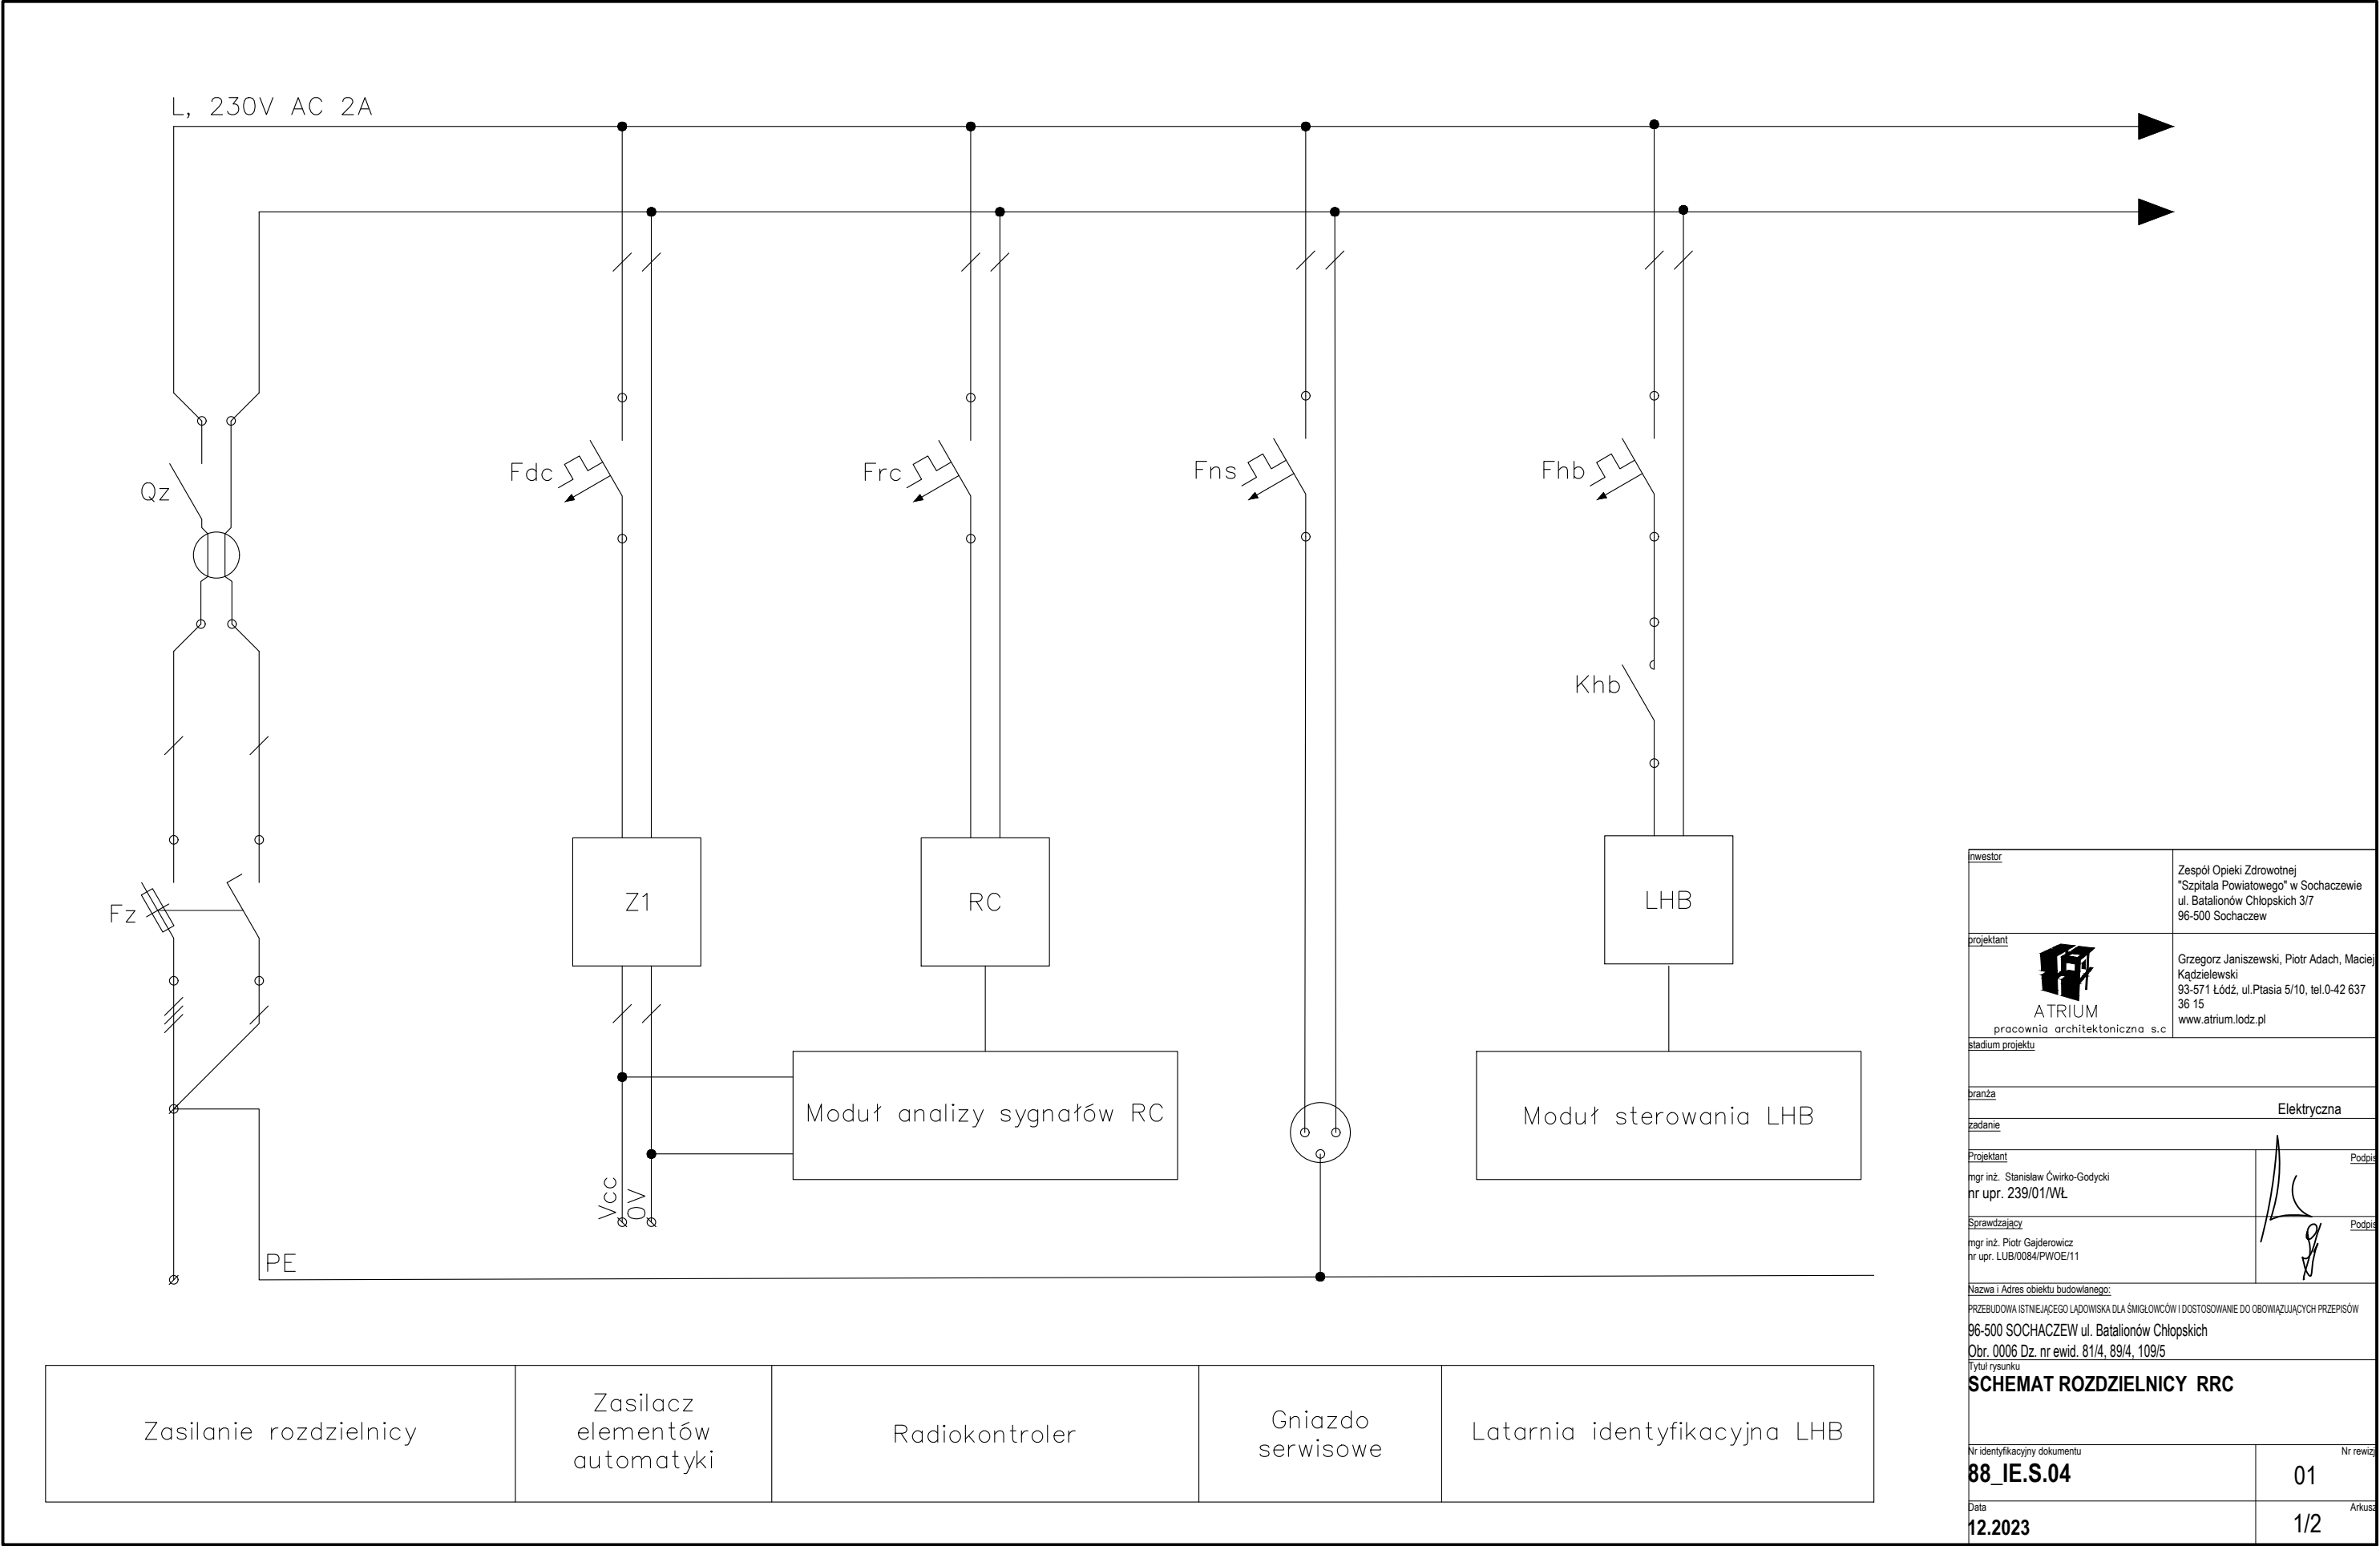 L, 230V AC 2A
Qz
Fdc
Frc
Fns
Fhb
Khb
Fz
Z1
RC
LHB
Moduł analizy sygnałów RC
Moduł sterowania LHB
Vcc
0V
PE
Zasilanie rozdzielnicy
Zasilacz
elementów
automatyki
Radiokontroler
Gniazdo
serwisowe
Latarnia identyfikacyjna LHB
inwestor
Zespół Opieki Zdrowotnej
"Szpitala Powiatowego" w Sochaczewie
ul. Batalionów Chłopskich 3/7
96-500 Sochaczew
projektant
ATRIUM
pracownia architektoniczna s.c
Grzegorz Janiszewski, Piotr Adach, Maciej
Kądzielewski
93-571 Łódź, ul.Ptasia 5/10, tel.0-42 637
36 15
www.atrium.lodz.pl
stadium projektu
branża
Elektryczna
zadanie
Projektant
Podpis
mgr inż. Stanisław Ćwirko-Godycki
nr upr. 239/01/WŁ
Sprawdzający
Podpis
mgr inż. Piotr Gajderowicz
nr upr. LUB/0084/PWOE/11
Nazwa i Adres obiektu budowlanego:
PRZEBUDOWA ISTNIEJĄCEGO LĄDOWISKA DLA ŚMIGŁOWCÓW I DOSTOSOWANIE DO OBOWIĄZUJĄCYCH PRZEPISÓW
96-500 SOCHACZEW ul. Batalionów Chłopskich
Obr. 0006 Dz. nr ewid. 81/4, 89/4, 109/5
Tytuł rysunku
SCHEMAT ROZDZIELNICY RRC
Nr identyfikacyjny dokumentu
Nr rewizj
88_IE.S.04
01
Data
Arkusz
12.2023
1/2